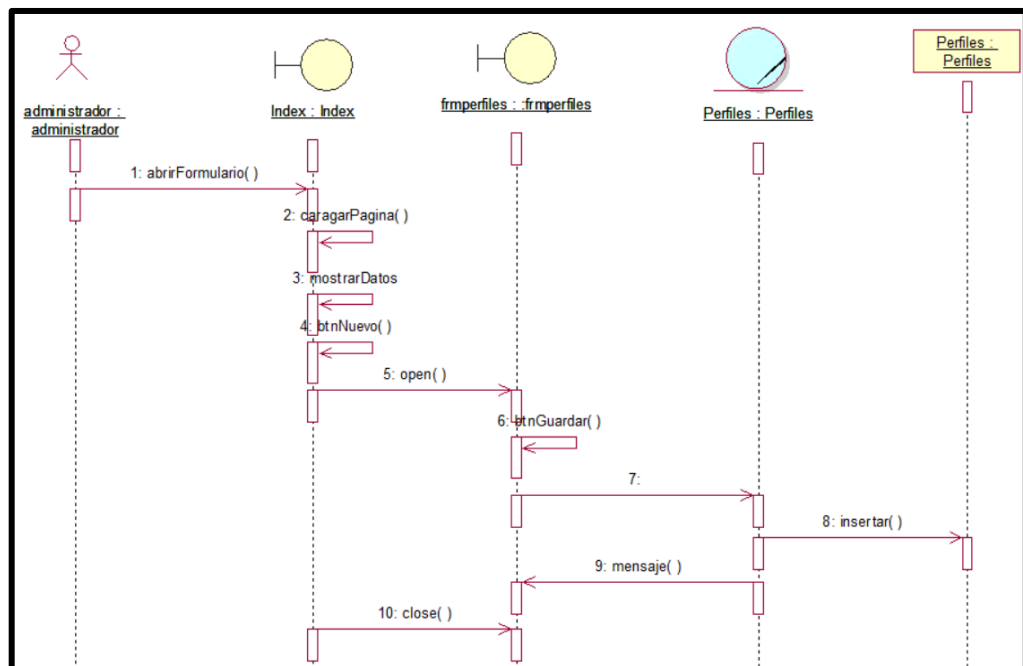 administrador :
administrador
Index : Index
frmperfiles : :frmperfiles
Perfiles : Perfiles
Perfiles :
Perfiles
1: abrirFormulario( )
2: caragarPagina( )
3: mostrarDatos
4: btnNuevo( )
5: open( )
6: btnGuardar( )
7:
8: insertar( )
9: mensaje( )
10: close( )